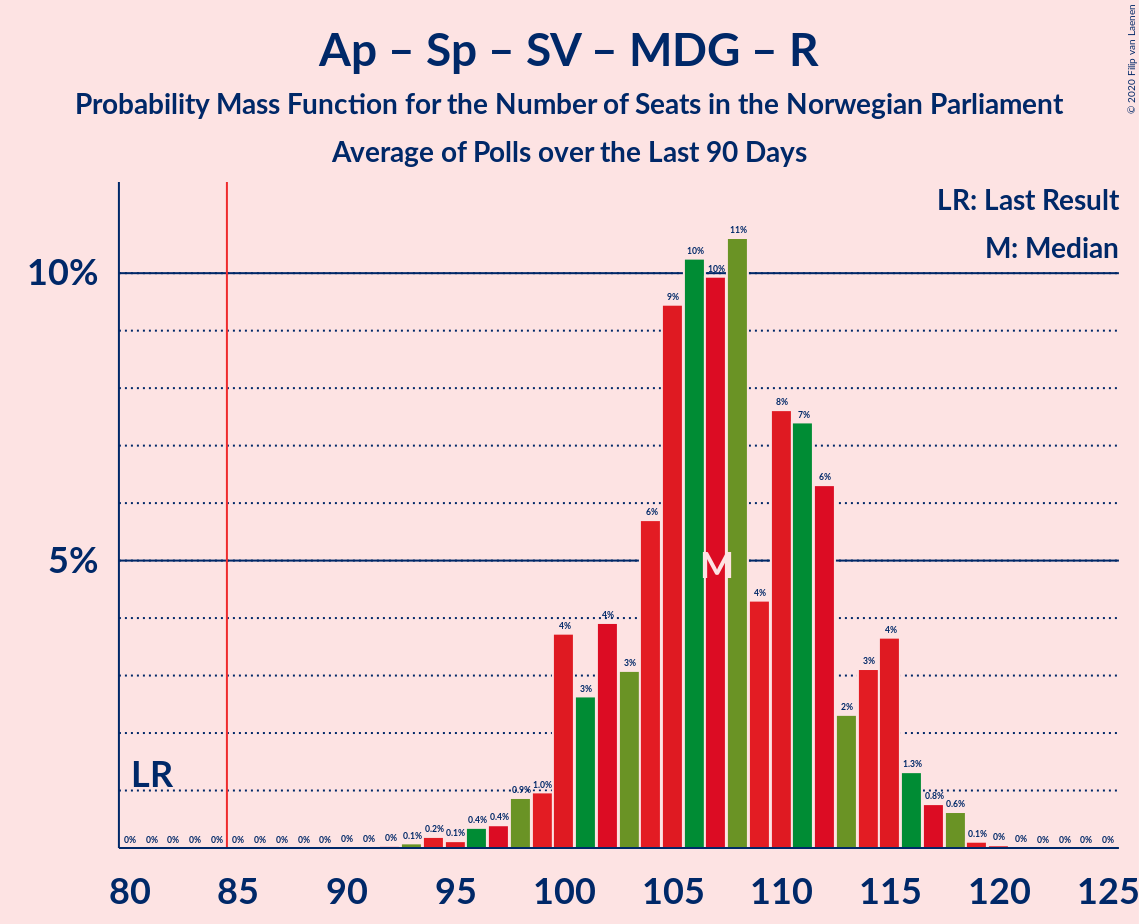 Ap – Sp – SV – MDG – R
Probability Mass Function for the Number of Seats in the Norwegian Parliament
Average of Polls over the Last 90 Days
© 2020 Filip van Laenen
LR: Last Result
M: Median
10%
5%
LR
M
0% 0% 0% 0% 0% 0% 0% 0% 0% 0% 0% 0% 0% 0.1% 0.2% 0.1% 0.4% 0.4% 0.9% 1.0% 4% 3% 4% 3% 6% 9% 10% 10% 11% 4% 8% 7% 6% 2% 3% 4% 1.3% 0.8% 0.6% 0.1% 0% 0% 0% 0% 0% 0%
80 85 90 95 100 105 110 115 120 125